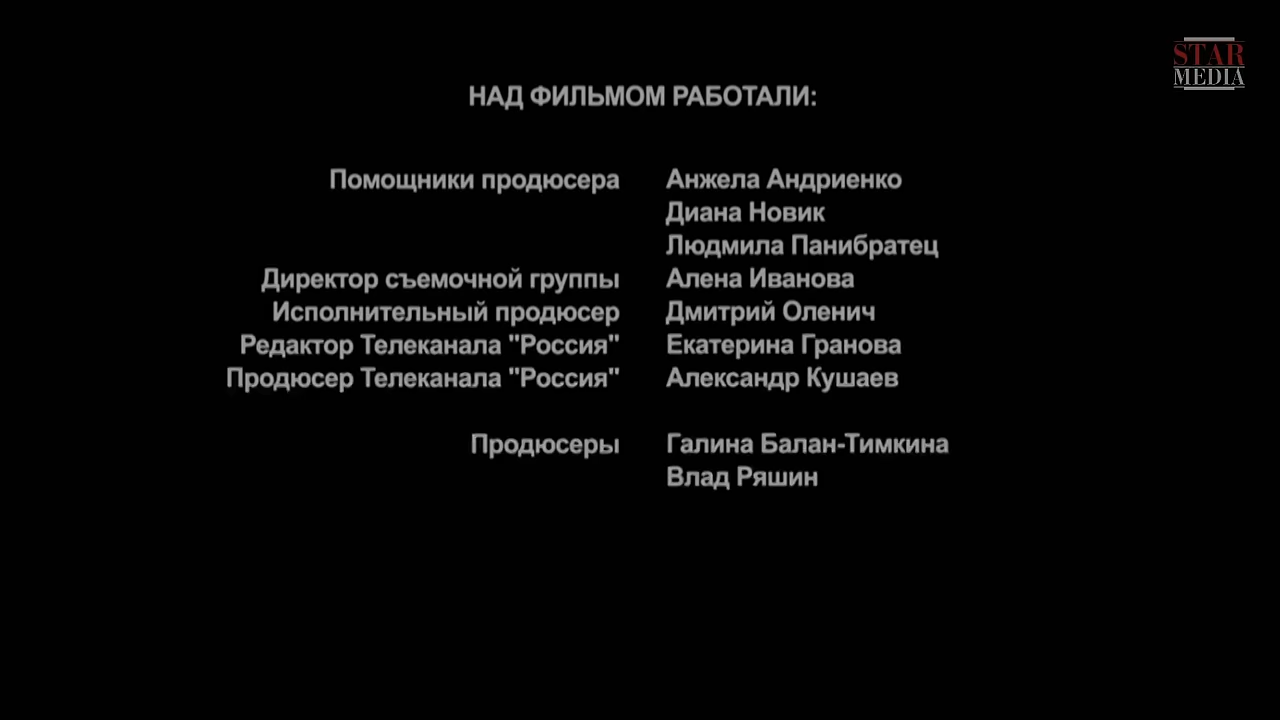 STAR
MEDIA
НАД ФИЛЬМОМ РАБОТАЛИ:
Помощники продюсера Анжела Андриенко
Диана Новик
Людмила Панибратец
Директор съемочной группы Алена Иванова
Исполнительный продюсер Дмитрий Оленич
Редактор Телеканала "Россия" Екатерина Гранова
Продюсер Телеканала "Россия" Александр Кушаев
Продюсеры Галина Балан-Тимкина
Влад Ряшин